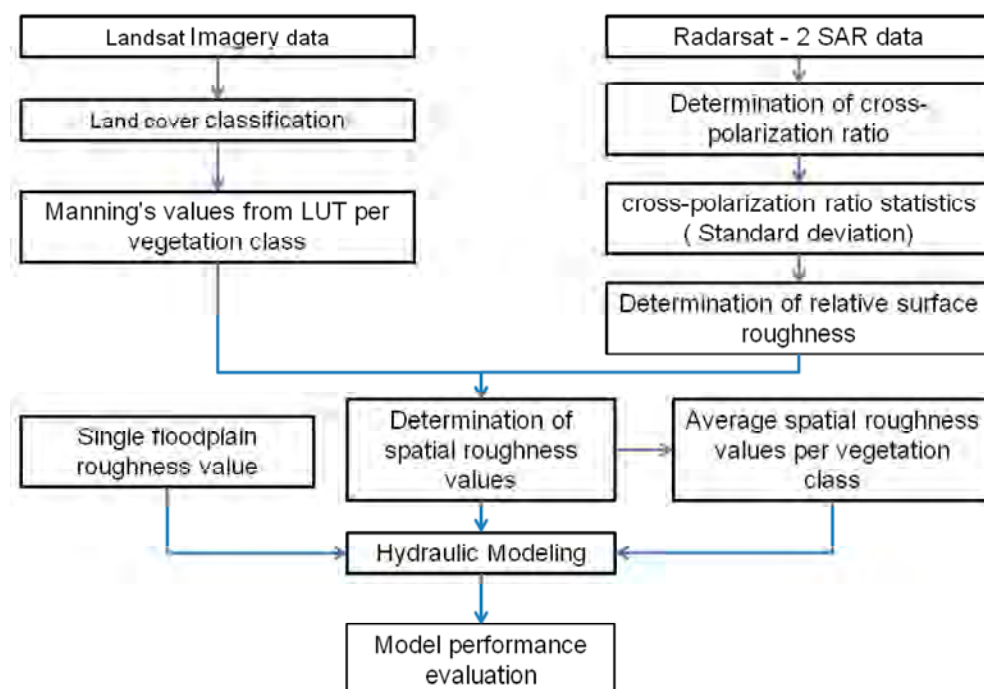 Landsat Imagery data
Land cover classification
Manning's values from LUT per
vegetation class
Radarsat - 2 SAR data
Determination of cross-
polarization ratio
cross-polarization ratio statistics
( Standard deviation)
Determination of relative surface
roughness
Single floodplain
roughness value
Determination of
spatial roughness
values
Average spatial roughness
values per vegetation
class
Hydraulic Modeling
Model performance
evaluation